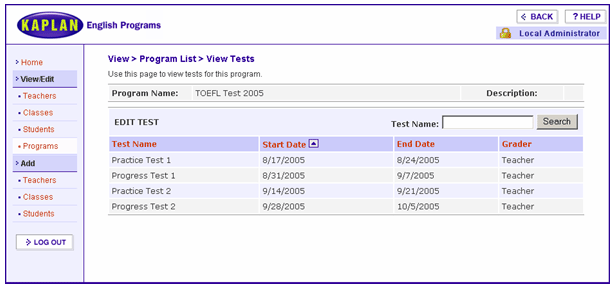 KAPLAN English Programs
BACK
? HELP
Local Administrator
Home
View/Edit
Teachers
Classes
Students
Programs
Add
Teachers
Classes
Students
LOG OUT
View > Program List > View Tests
Use this page to view tests for this program.
Program Name: TOEFL Test 2005 Description:
EDIT TEST Test Name: Search
Test Name Start Date End Date Grader
Practice Test 1 8/17/2005 8/24/2005 Teacher
Progress Test 1 8/31/2005 9/7/2005 Teacher
Practice Test 2 9/14/2005 9/21/2005 Teacher
Progress Test 2 9/28/2005 10/5/2005 Teacher